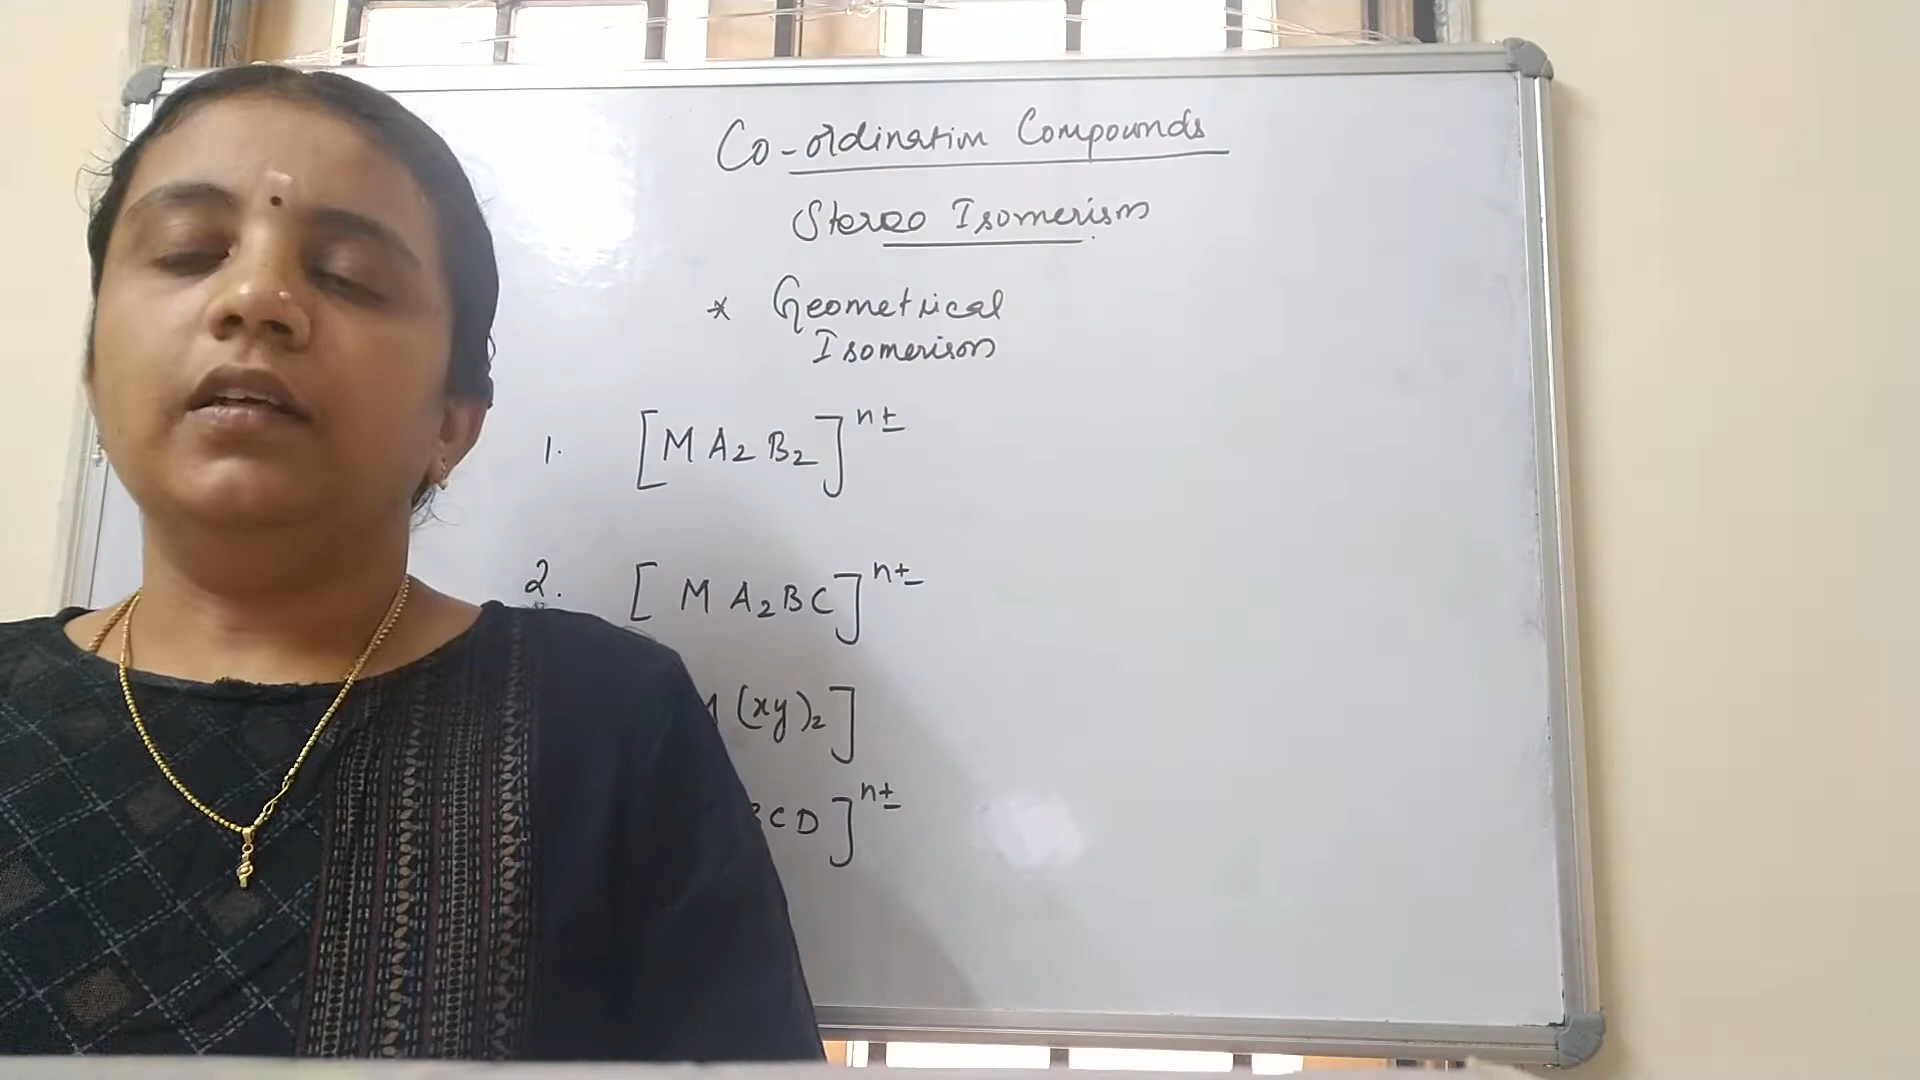 Co-ordination Compounds
Stereo Isomerism
* Geometrical
Isomerism
1. [MA₂B₂]ⁿ±
2. [MA₂BC]ⁿ±
(xy)₂]
CD]ⁿ±